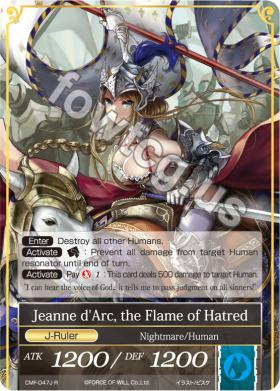 fowtcg.us
Enter Destroy all other Humans.
Activate : Prevent all damage from target Human
resonator until end of turn.
Activate Pay 1 : This card deals 500 damage to target Human.
"I can hear the voice of God... it tells me to pass judgment on all sinners"
Jeanne d'Arc, the Flame of Hatred
J-Ruler Nightmare/Human
ATK 1200 / DEF 1200
CMF-047J R ©FORCE OF WILL Co.,Ltd. イラスト/ピスケ